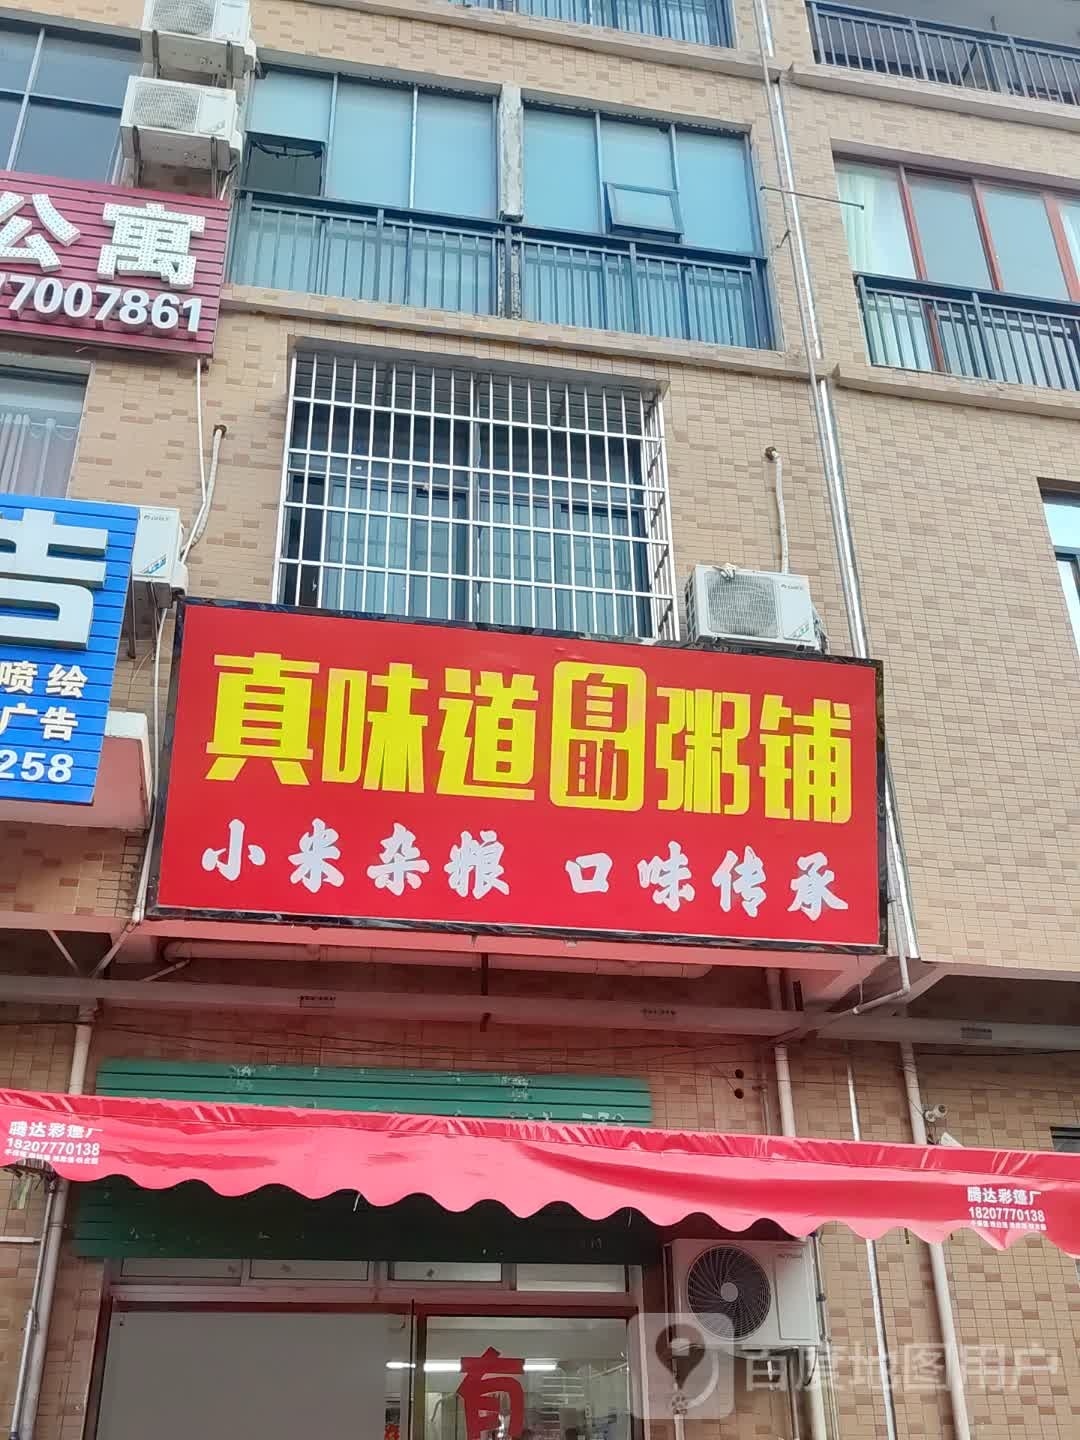 公寓
77007861
告
喷绘
广告
258
真味道自助粥铺
小米杂粮 口味传承
腾达彩篷厂
18207770138
腾达彩篷厂
18207770138
百度地图用户